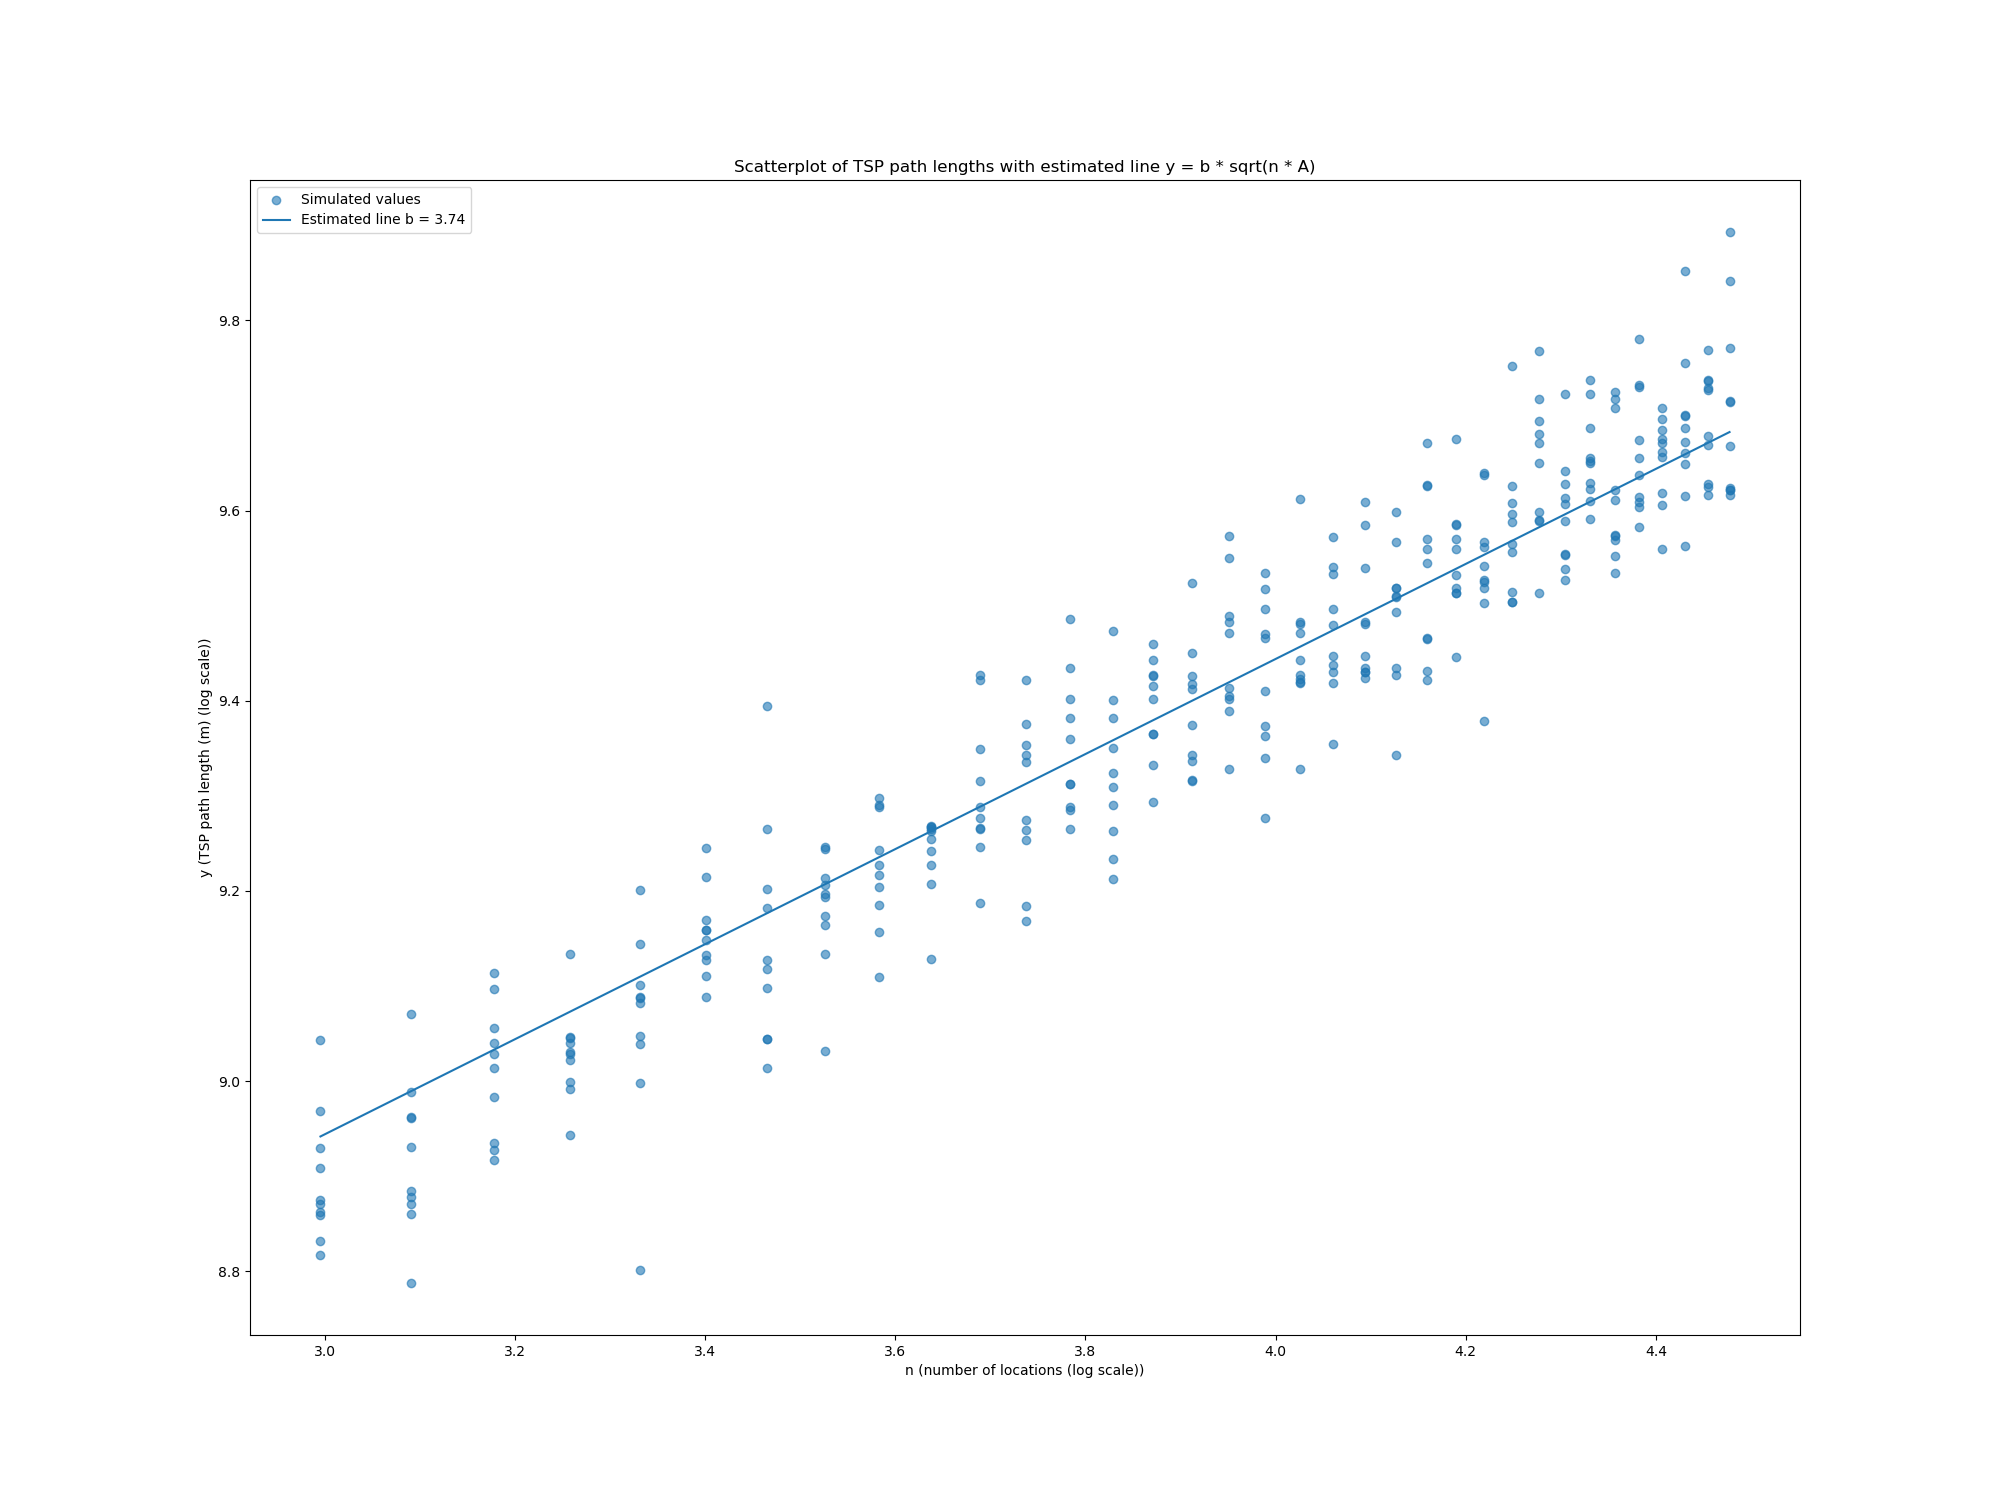 Scatterplot of TSP path lengths with estimated line y = b * sqrt(n * A)
Simulated values
Estimated line b = 3.74
y (TSP path length (m) (log scale))
9.8
9.6
9.4
9.2
9.0
8.8
3.0 3.2 3.4 3.6 3.8 4.0 4.2 4.4
n (number of locations (log scale))